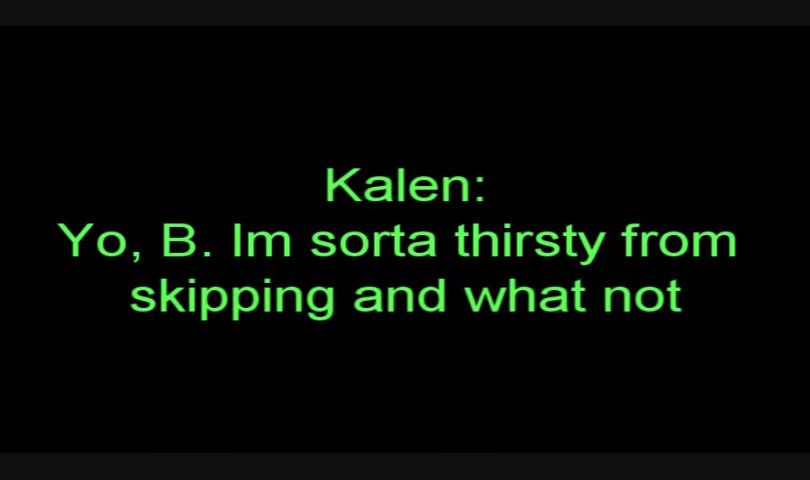 Kalen:
Yo, B. Im sorta thirsty from
skipping and what not